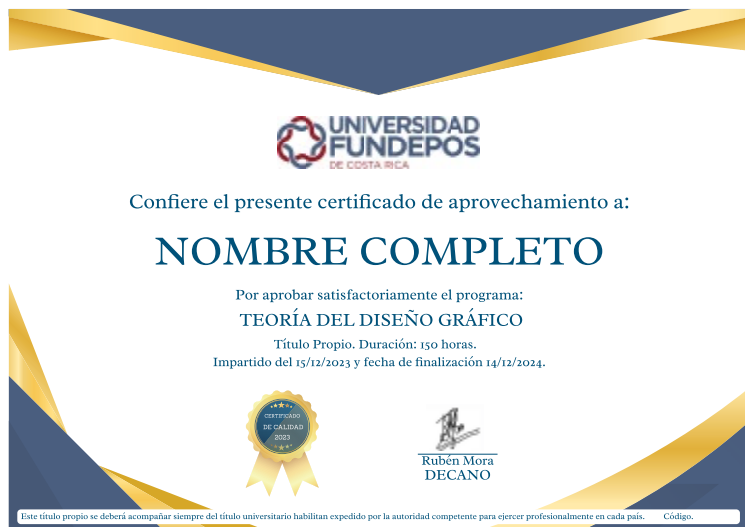 UNIVERSIDAD
FUNDEPOS
DE COSTA RICA
Confiere el presente certificado de aprovechamiento a:
NOMBRE COMPLETO
Por aprobar satisfactoriamente el programa:
TEORÍA DEL DISEÑO GRÁFICO
Título Propio. Duración: 150 horas.
Impartido del 15/12/2023 y fecha de finalización 14/12/2024.
CERTIFICADO
DE CALIDAD
2023
Rubén Mora
DECANO
Este título propio se deberá acompañar siempre del título universitario habilitan expedido por la autoridad competente para ejercer profesionalmente en cada país. Código.